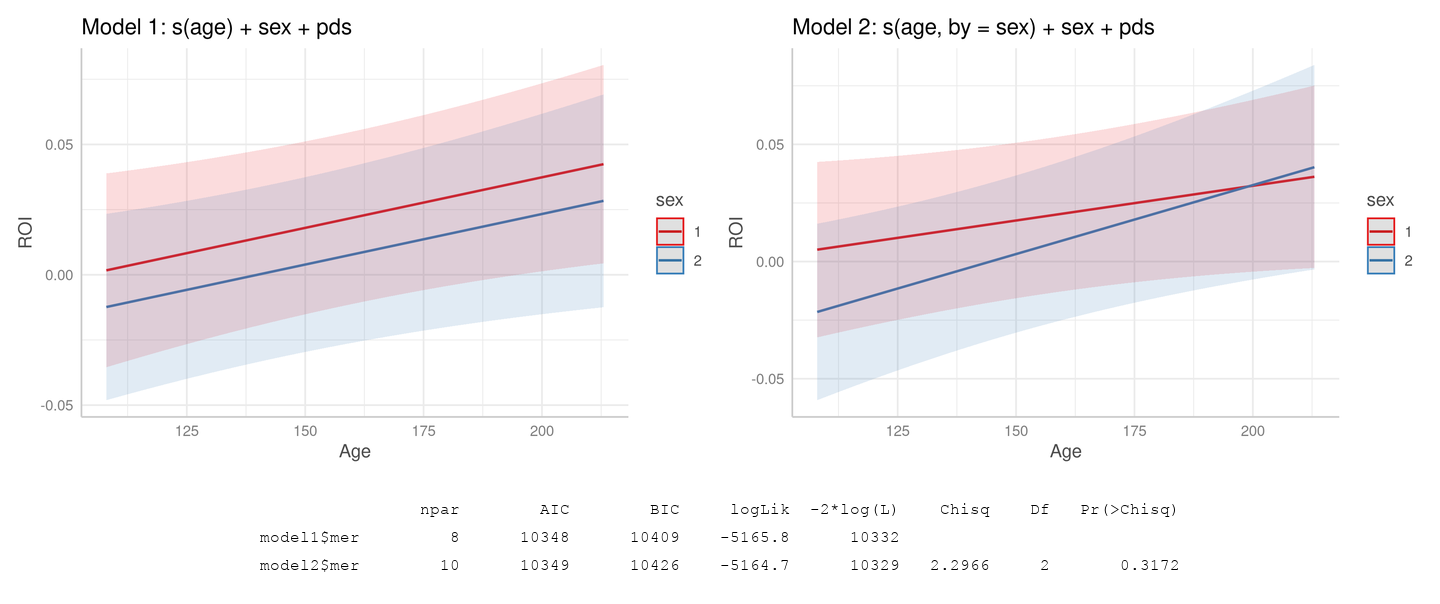 Model 1: s(age) + sex + pds
ROI
0.05
0.00
-0.05
125 150 175 200
Age
sex
1
2
Model 2: s(age, by = sex) + sex + pds
ROI
0.05
0.00
-0.05
125 150 175 200
Age
sex
1
2
npar AIC BIC logLik -2*log(L) Chisq Df Pr(>Chisq)
model1$mer 8 10348 10409 -5165.8 10332
model2$mer 10 10349 10426 -5164.7 10329 2.2966 2 0.3172